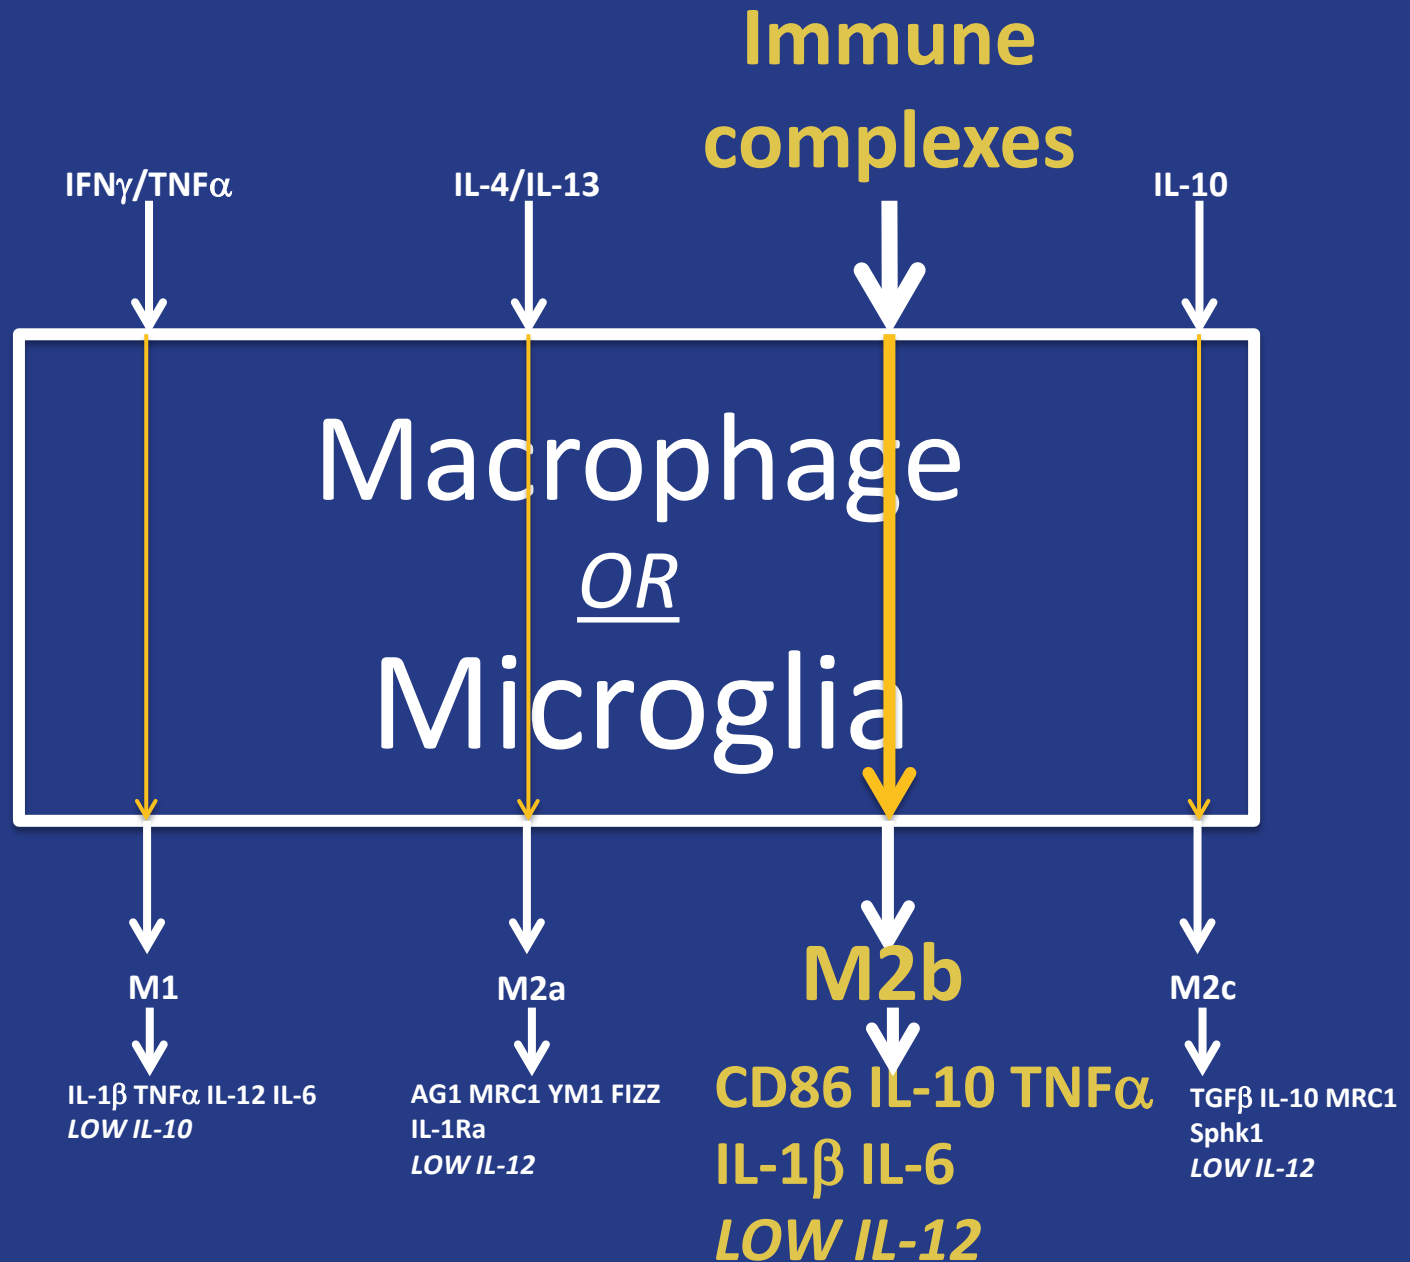 Immune
complexes
IFNγ/TNFα
IL-4/IL-13
IL-10
Macrophage
OR
Microglia
M1
M2a
M2b
M2c
IL-1β TNFα IL-12 IL-6
LOW IL-10
AG1 MRC1 YM1 FIZZ
IL-1Ra
LOW IL-12
CD86 IL-10 TNFα
IL-1β IL-6
LOW IL-12
TGFβ IL-10 MRC1
Sphk1
LOW IL-12